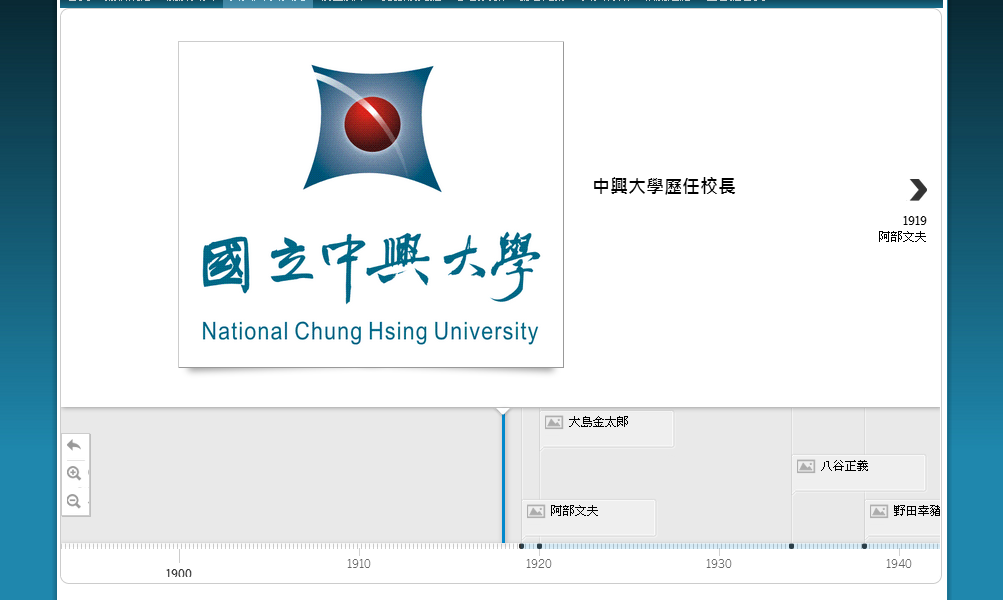 國立中興大學
National Chung Hsing University
中興大學歷任校長
1919
阿部文夫
大島金太郎
八谷正義
阿部文夫
野田幸豬
1900
1910
1920
1930
1940